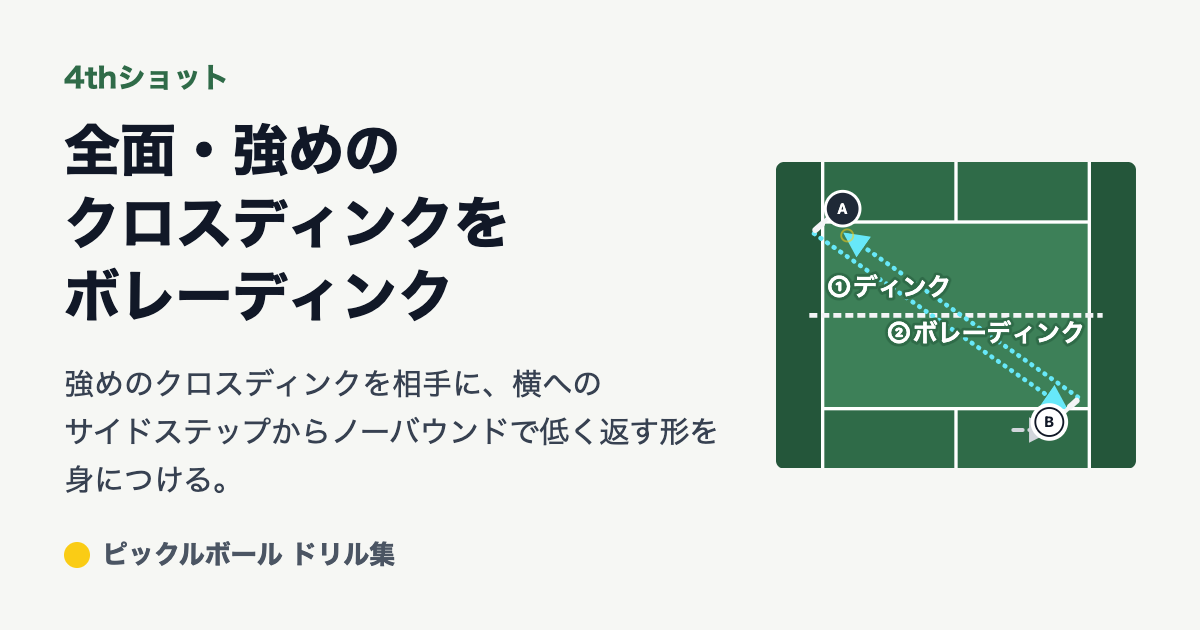 4thショット
全面・強めの
クロスディンクを
ボレーディンク
強めのクロスディンクを相手に、横への
サイドステップからノーバウンドで低く返す形を
身につける。
ピックルボール ドリル集
A
①ディンク
②ボレーディンク
B